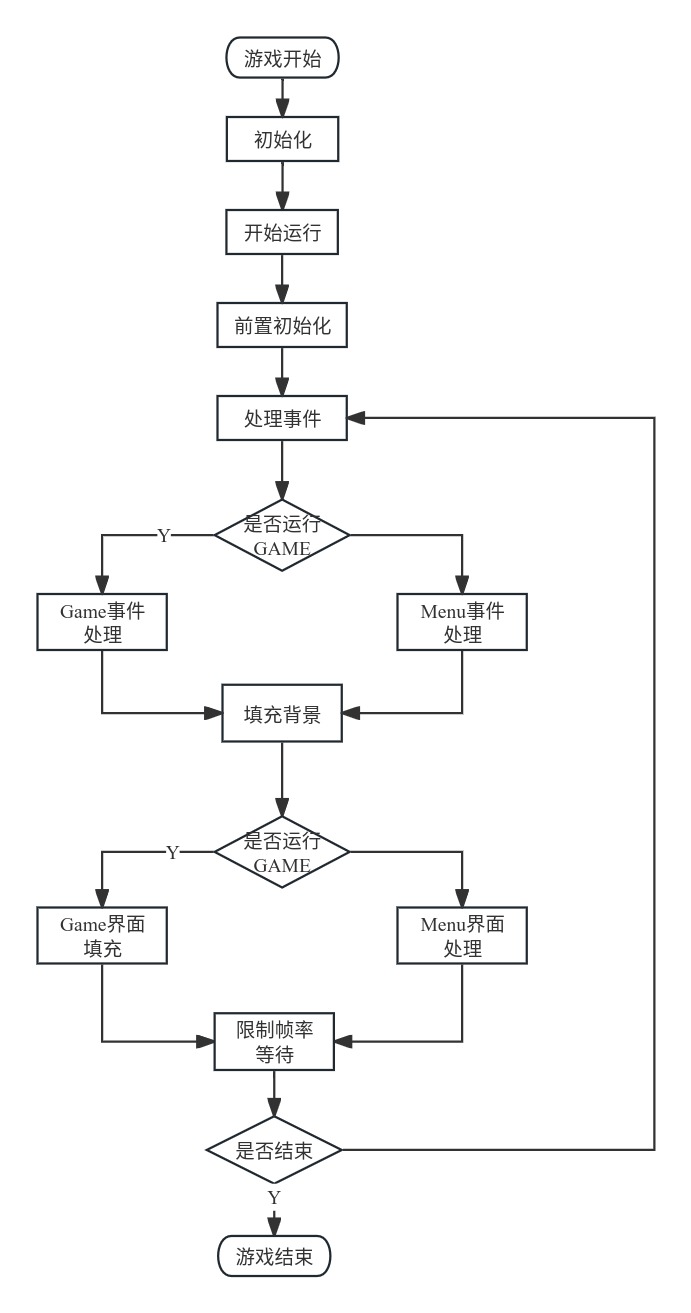 游戏开始
初始化
开始运行
前置初始化
处理事件
是否运行
GAME
Y
Game事件
处理
Menu事件
处理
填充背景
是否运行
GAME
Y
Game界面
填充
Menu界面
处理
限制帧率
等待
是否结束
Y
游戏结束